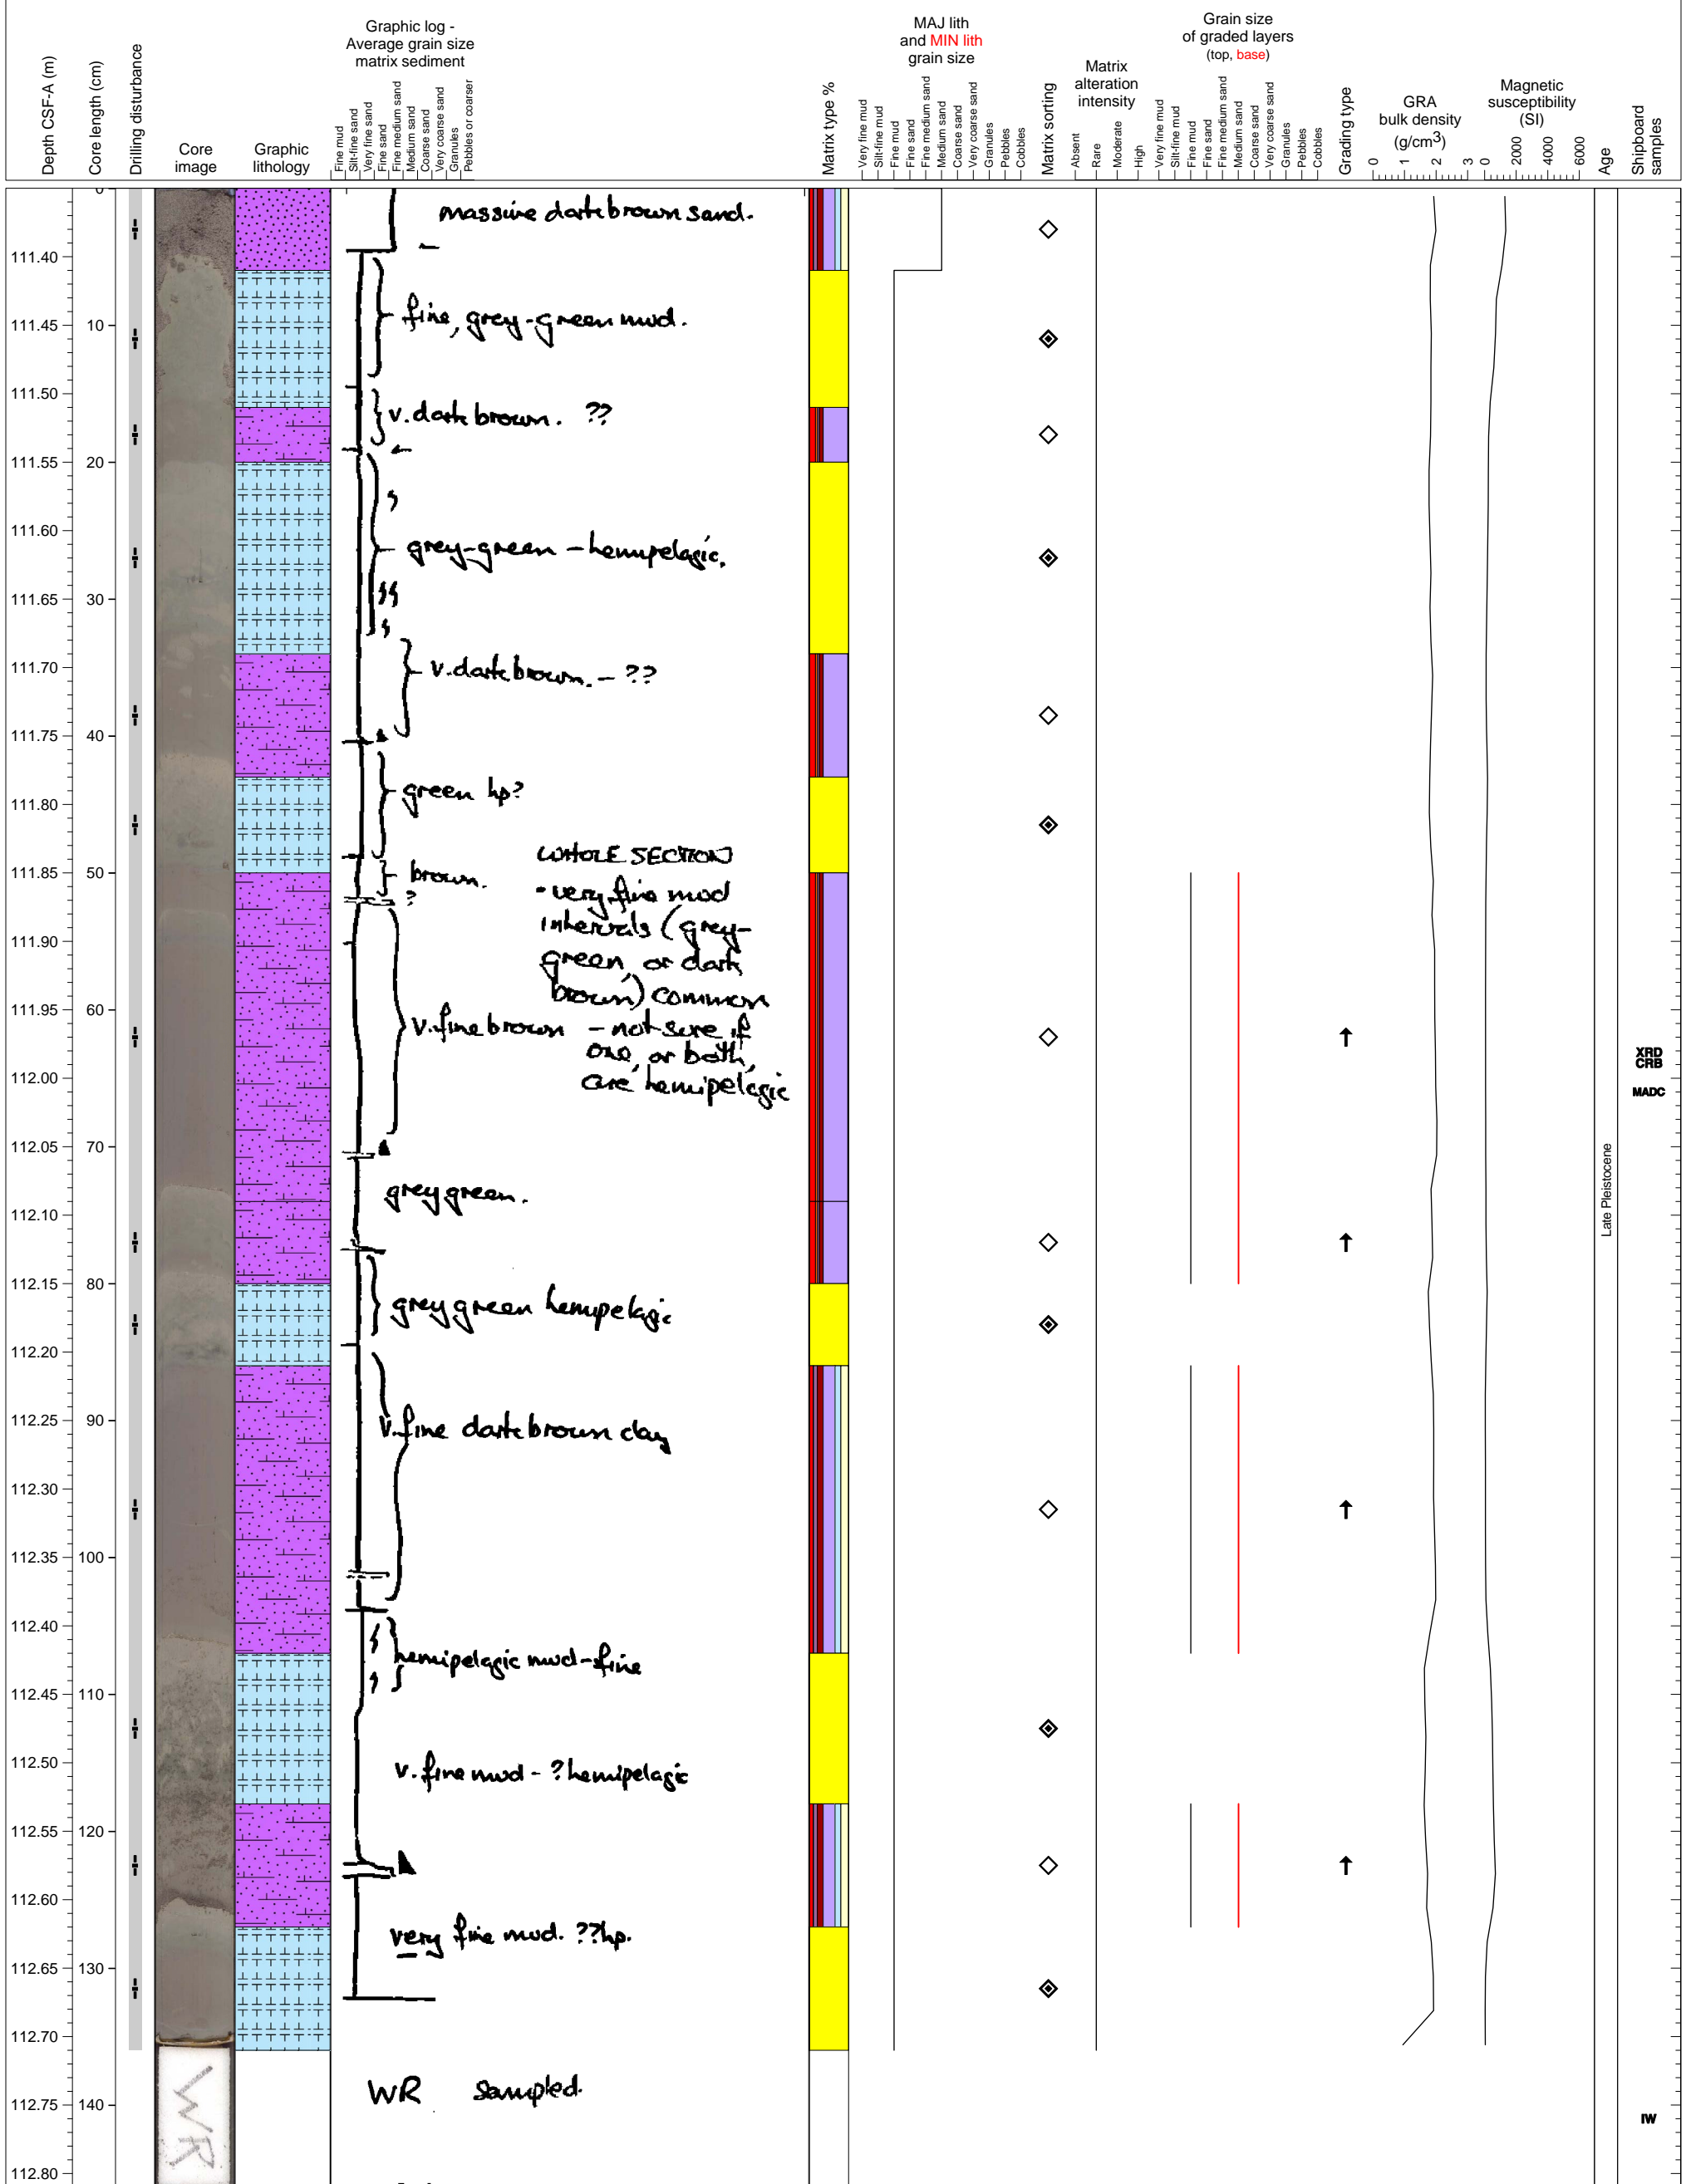 Depth CSF-A (m)
Core length (cm)
Drilling disturbance
Core
image
Graphic
lithology
Graphic log -
Average grain size
matrix sediment
Fine mud
Silt-fine sand
Very fine sand
Fine sand
Fine medium sand
Medium sand
Coarse sand
Very coarse sand
Granules
Pebbles or coarser
Matrix type %
MAJ lith
and MIN lith
grain size
Very fine mud
Silt-fine mud
Fine mud
Fine sand
Fine medium sand
Medium sand
Coarse sand
Very coarse sand
Granules
Pebbles
Cobbles
Matrix sorting
Matrix
alteration
intensity
Absent
Rare
Moderate
High
Grain size
of graded layers
(top, base)
Very fine mud
Silt-fine mud
Fine mud
Fine sand
Fine medium sand
Medium sand
Coarse sand
Very coarse sand
Granules
Pebbles
Cobbles
Grading type
GRA
bulk density
(g/cm3)
0 1 2 3
Magnetic
susceptibility
(SI)
0 2000 4000 6000
Age
Shipboard
samples
0
massive dark brown sand.
111.40
fine, grey-green mud.
111.45 10
111.50
v. dark brown. ??
111.55 20
111.60
grey-green - hemipelagic.
111.65 30
111.70
v. dark brown. - ??
111.75 40
111.80
green hp?
111.85 50
brown.
?
WHOLE SECTION
- very fine mud
intervals (grey-
green, or dark
brown) common
- not sure if
one, or both,
are hemipelagic
111.90
111.95 60
v. fine brown
XRD
CRB
MADC
112.00
112.05 70
Late Pleistocene
grey green.
112.10
112.15 80
grey green hemipelagic
112.20
112.25 90
v. fine dark brown clay
112.30
112.35 100
112.40
hemipelagic mud - fine
112.45 110
112.50
v. fine mud - ? hemipelagic
112.55 120
112.60
very fine mud. ??hp.
112.65 130
112.70
WR
WR sampled.
112.75 140
IW
112.80